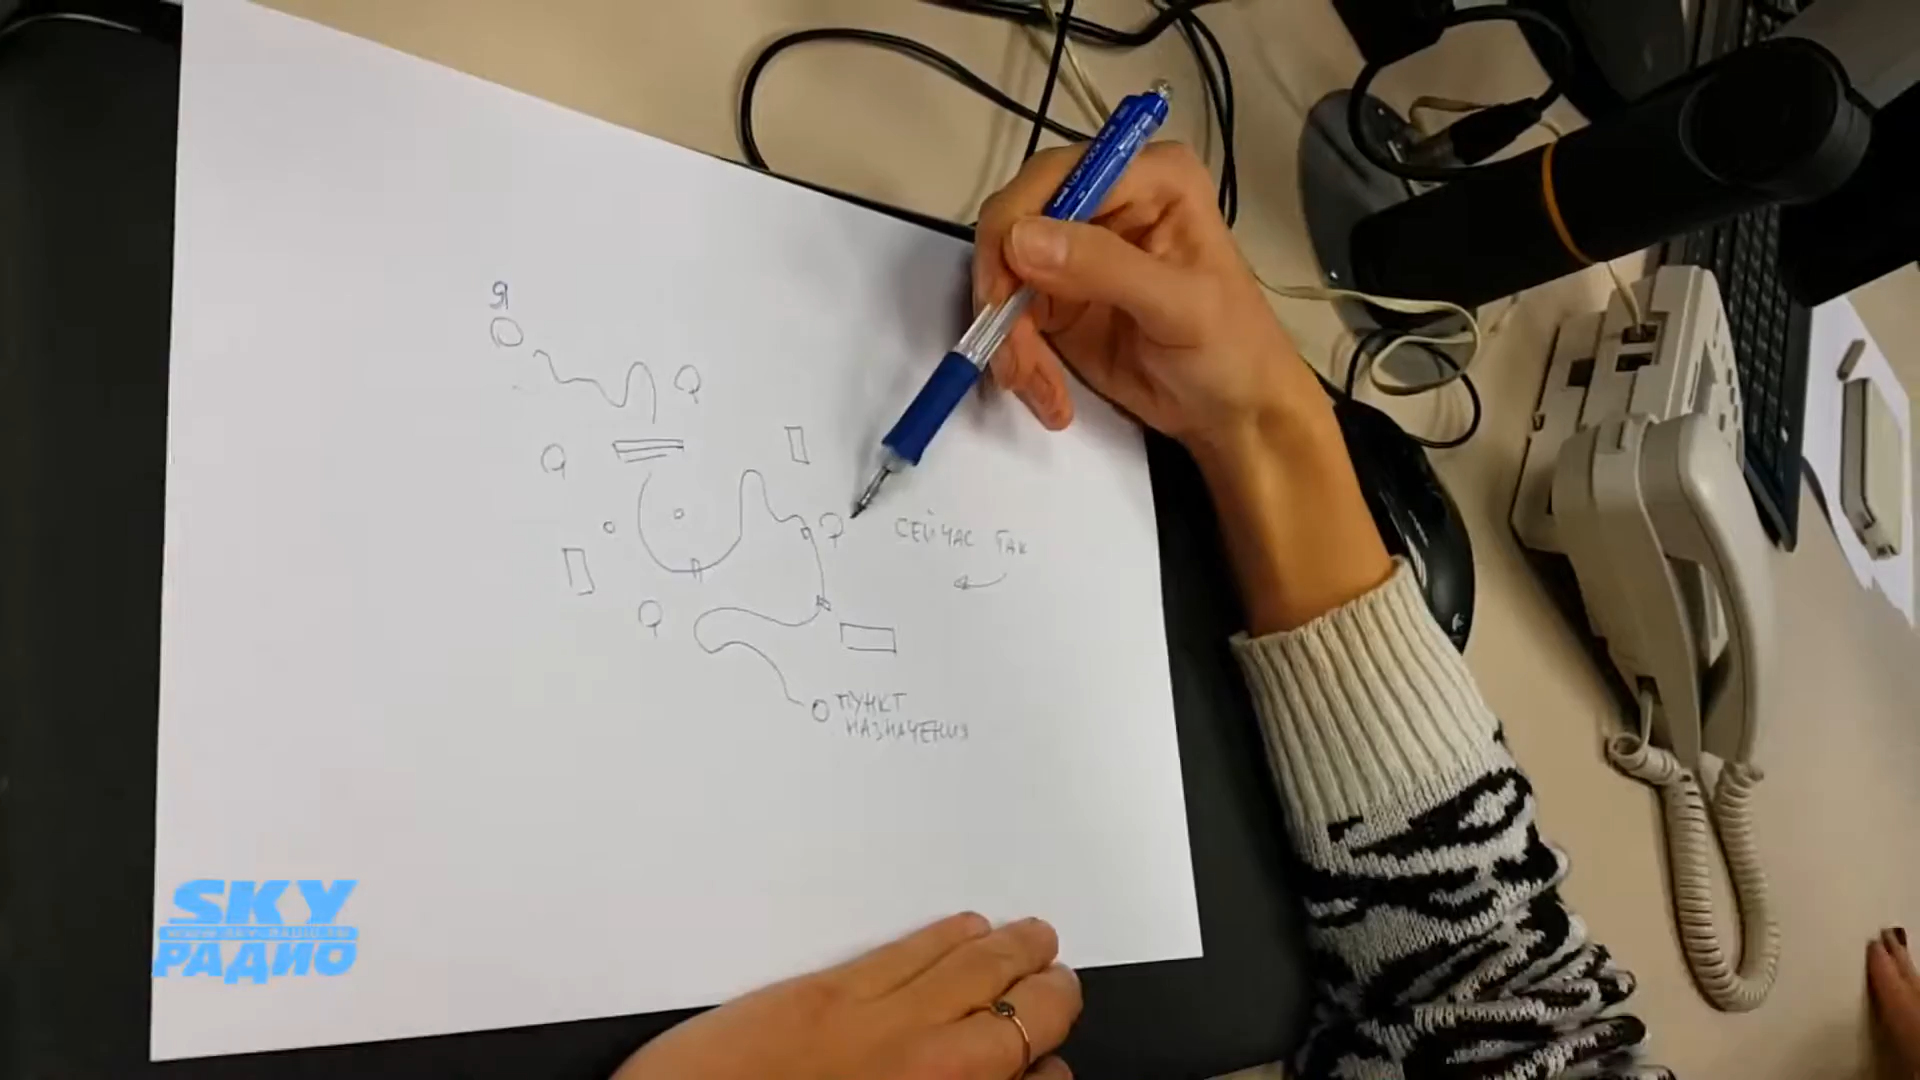 Я
СЕЙЧАС ТАК
ПУНКТ
НАЗНАЧЕНИЯ
SKY
РАДИО